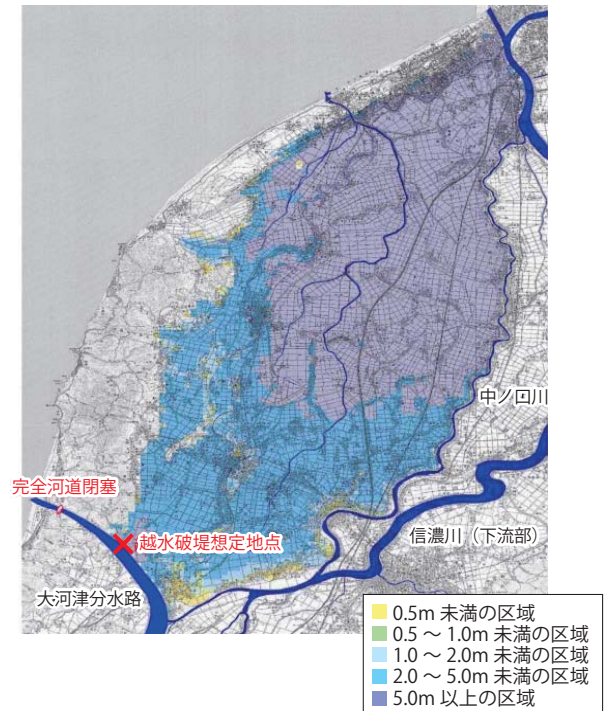 中ノ口川
完全河道閉塞
越水破堤想定地点
信濃川（下流部）
大河津分水路
0.5m 未満の区域
0.5 ～ 1.0m 未満の区域
1.0 ～ 2.0m 未満の区域
2.0 ～ 5.0m 未満の区域
5.0m 以上の区域